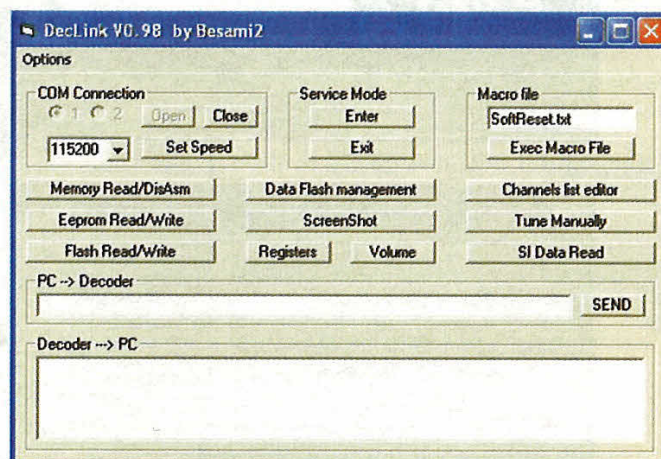 DecLink V0.98 by Besami2
Options
COM Connection
1 2 Open Close
115200 Set Speed
Service Mode
Enter
Exit
Macro file
SoftReset.txt
Exec Macro File
Memory Read/DisAsm Data Flash management Channels list editor
Eeprom Read/Write ScreenShot Tune Manually
Flash Read/Write Registers Volume SI Data Read
PC --> Decoder
SEND
Decoder ---> PC